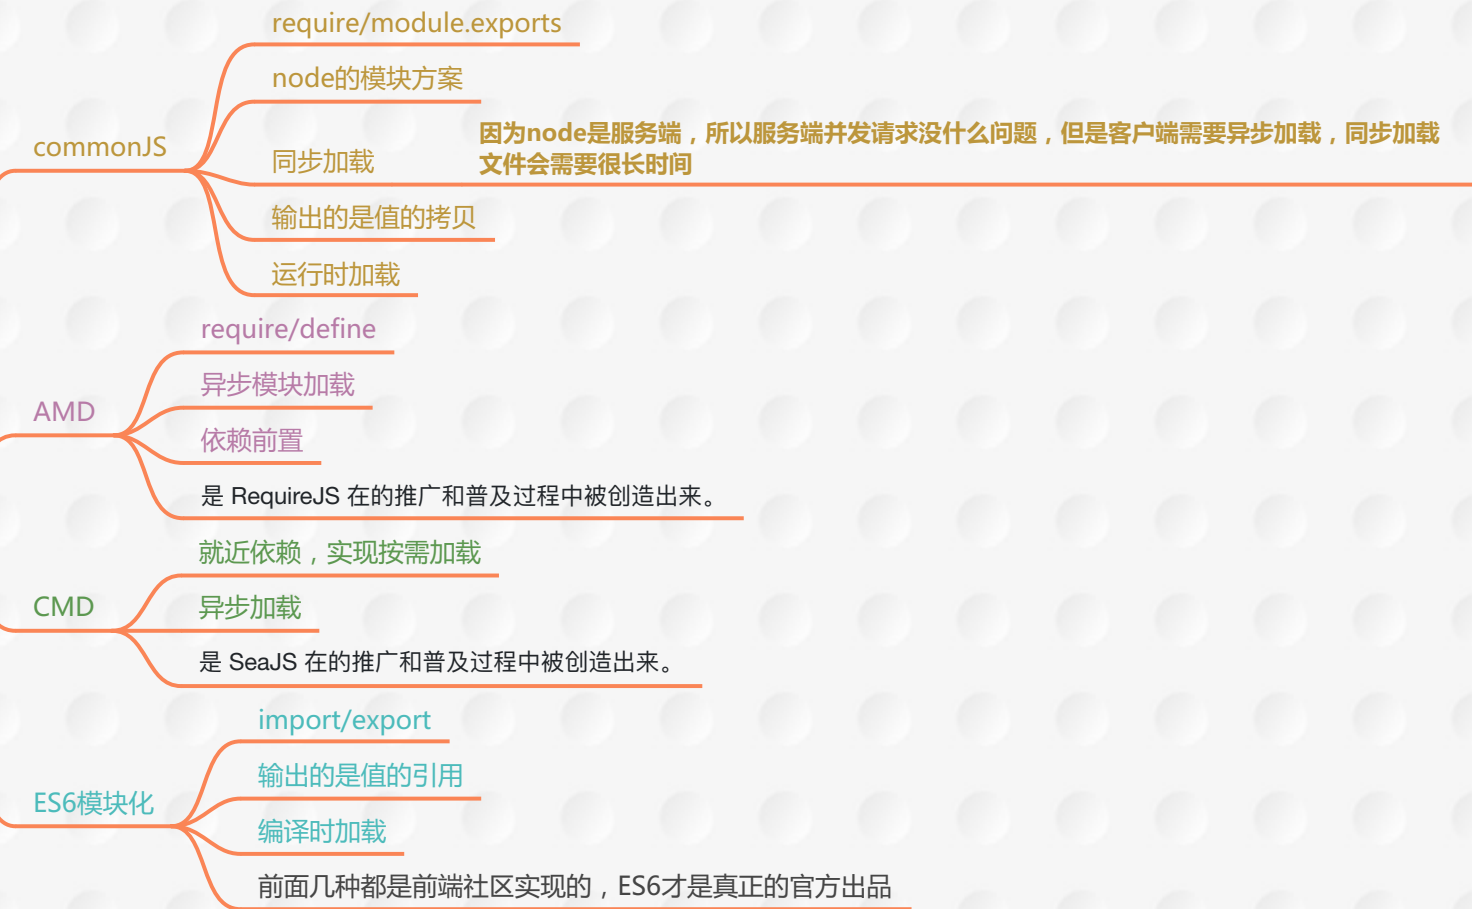 require/module.exports
node的模块方案
commonJS
同步加载
因为node是服务端，所以服务端并发请求没什么问题，但是客户端需要异步加载，同步加载
文件会需要很长时间
输出的是值的拷贝
运行时加载
require/define
异步模块加载
AMD
依赖前置
是 RequireJS 在的推广和普及过程中被创造出来。
就近依赖，实现按需加载
CMD
异步加载
是 SeaJS 在的推广和普及过程中被创造出来。
import/export
输出的是值的引用
ES6模块化
编译时加载
前面几种都是前端社区实现的，ES6才是真正的官方出品